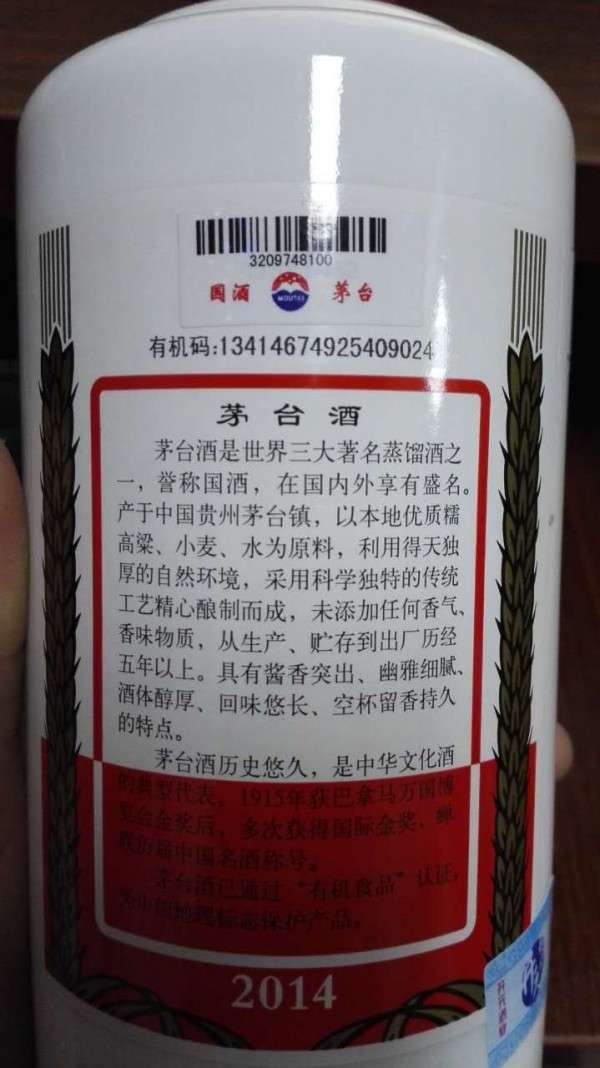 3209748100
国酒 MOUTAI 茅台
有机码:13414674925409024
茅台酒
茅台酒是世界三大著名蒸馏酒之
一，誉称国酒，在国内外享有盛名。
产于中国贵州茅台镇，以本地优质糯
高粱、小麦、水为原料，利用得天独
厚的自然环境，采用科学独特的传统
工艺精心酿制而成，未添加任何香气、
香味物质，从生产、贮存到出厂历经
五年以上。具有酱香突出、幽雅细腻、
酒体醇厚、回味悠长、空杯留香持久
的特点。
茅台酒历史悠久，是中华文化酒
的典型代表。1915年获巴拿马万国博
览会金奖后，多次获得国际金奖，蝉
联历届中国名酒称号。
茅台酒已通过“有机食品”认证，
为中国地理标志保护产品。
2014